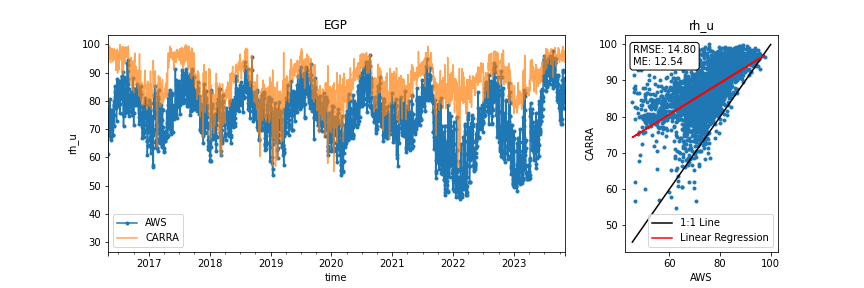 EGP
rh_u
100
90
80
70
60
50
40
30
rh_u
AWS
CARRA
2017
2018
2019
2020
2021
2022
2023
time
rh_u
RMSE: 14.80
ME: 12.54
100
90
80
70
60
50
CARRA
1:1 Line
Linear Regression
60
80
100
AWS